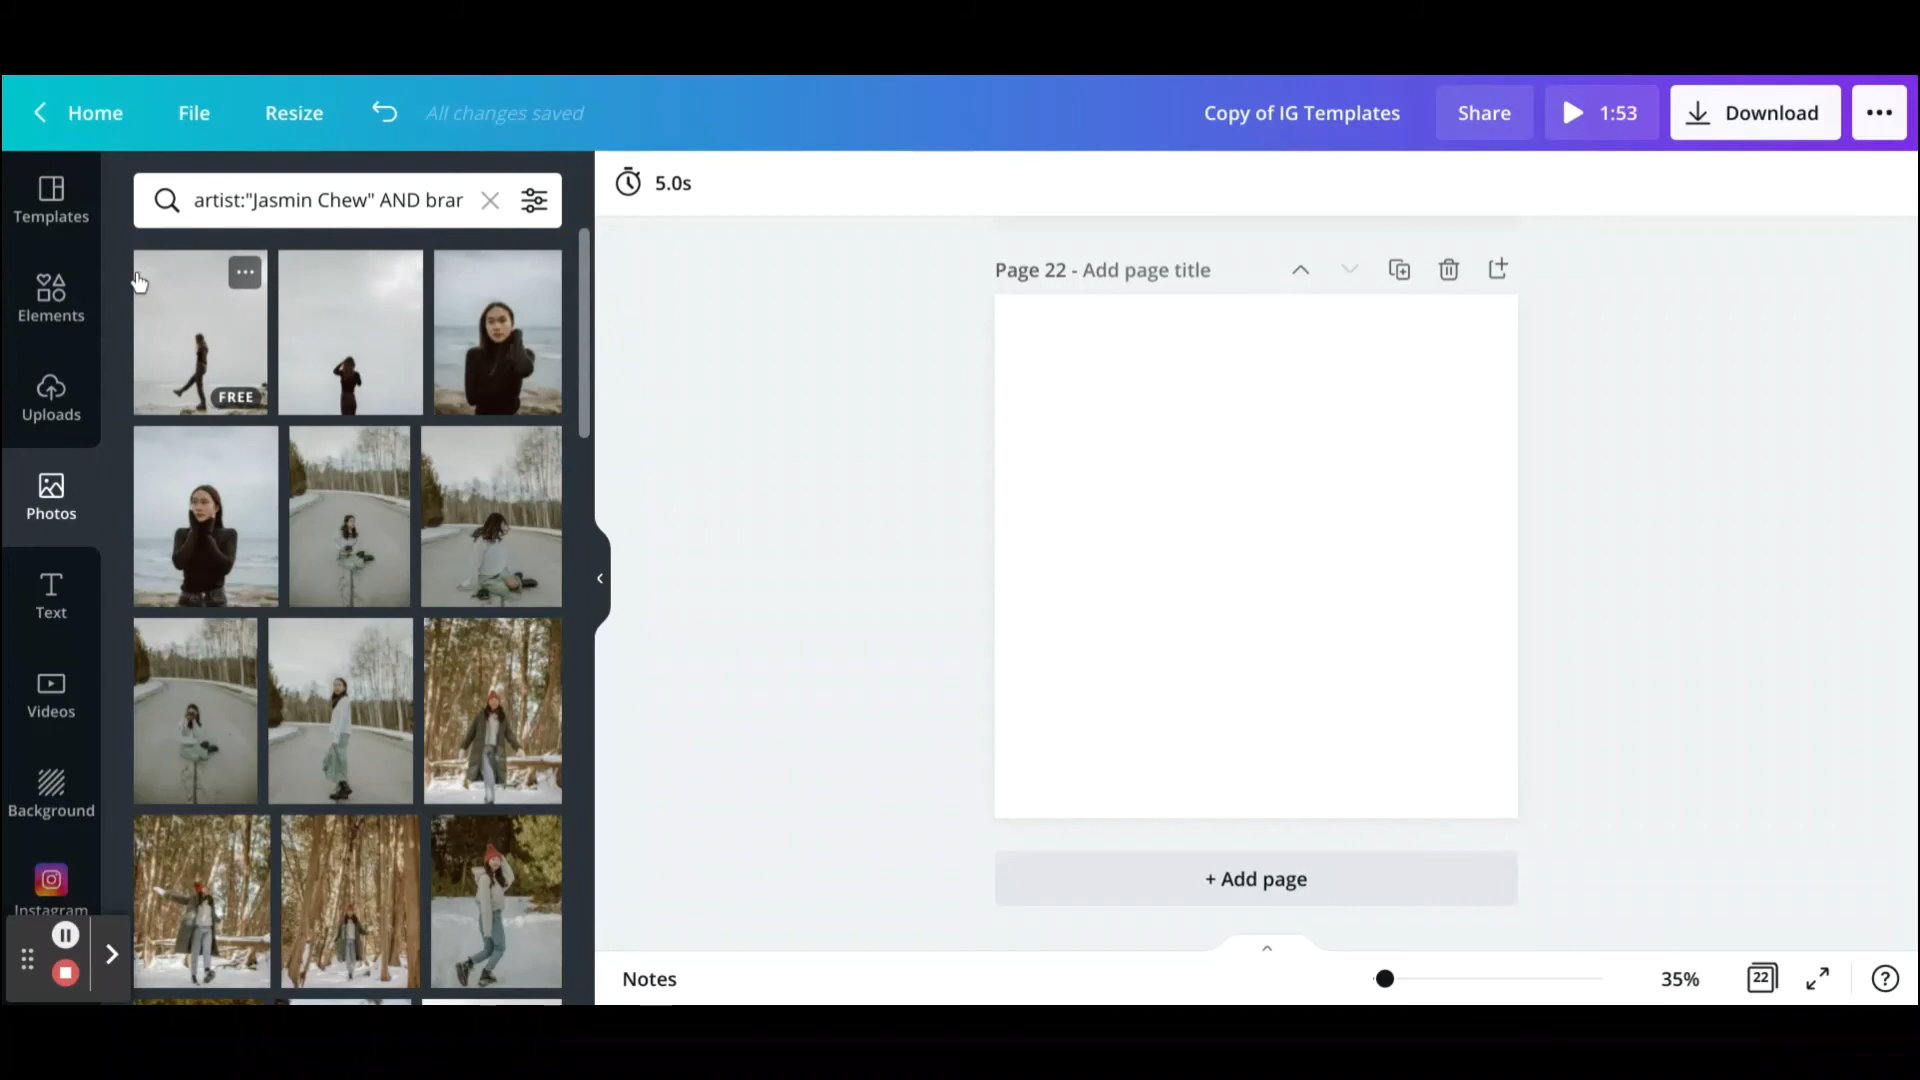 Home File Resize All changes saved Copy of IG Templates Share 1:53 Download
Templates
Elements
Uploads
Photos
Text
Videos
Background
Instagram
artist:"Jasmin Chew" AND brar
FREE
5.0s
Page 22 - Add page title
+ Add page
Notes 35% 22 ?